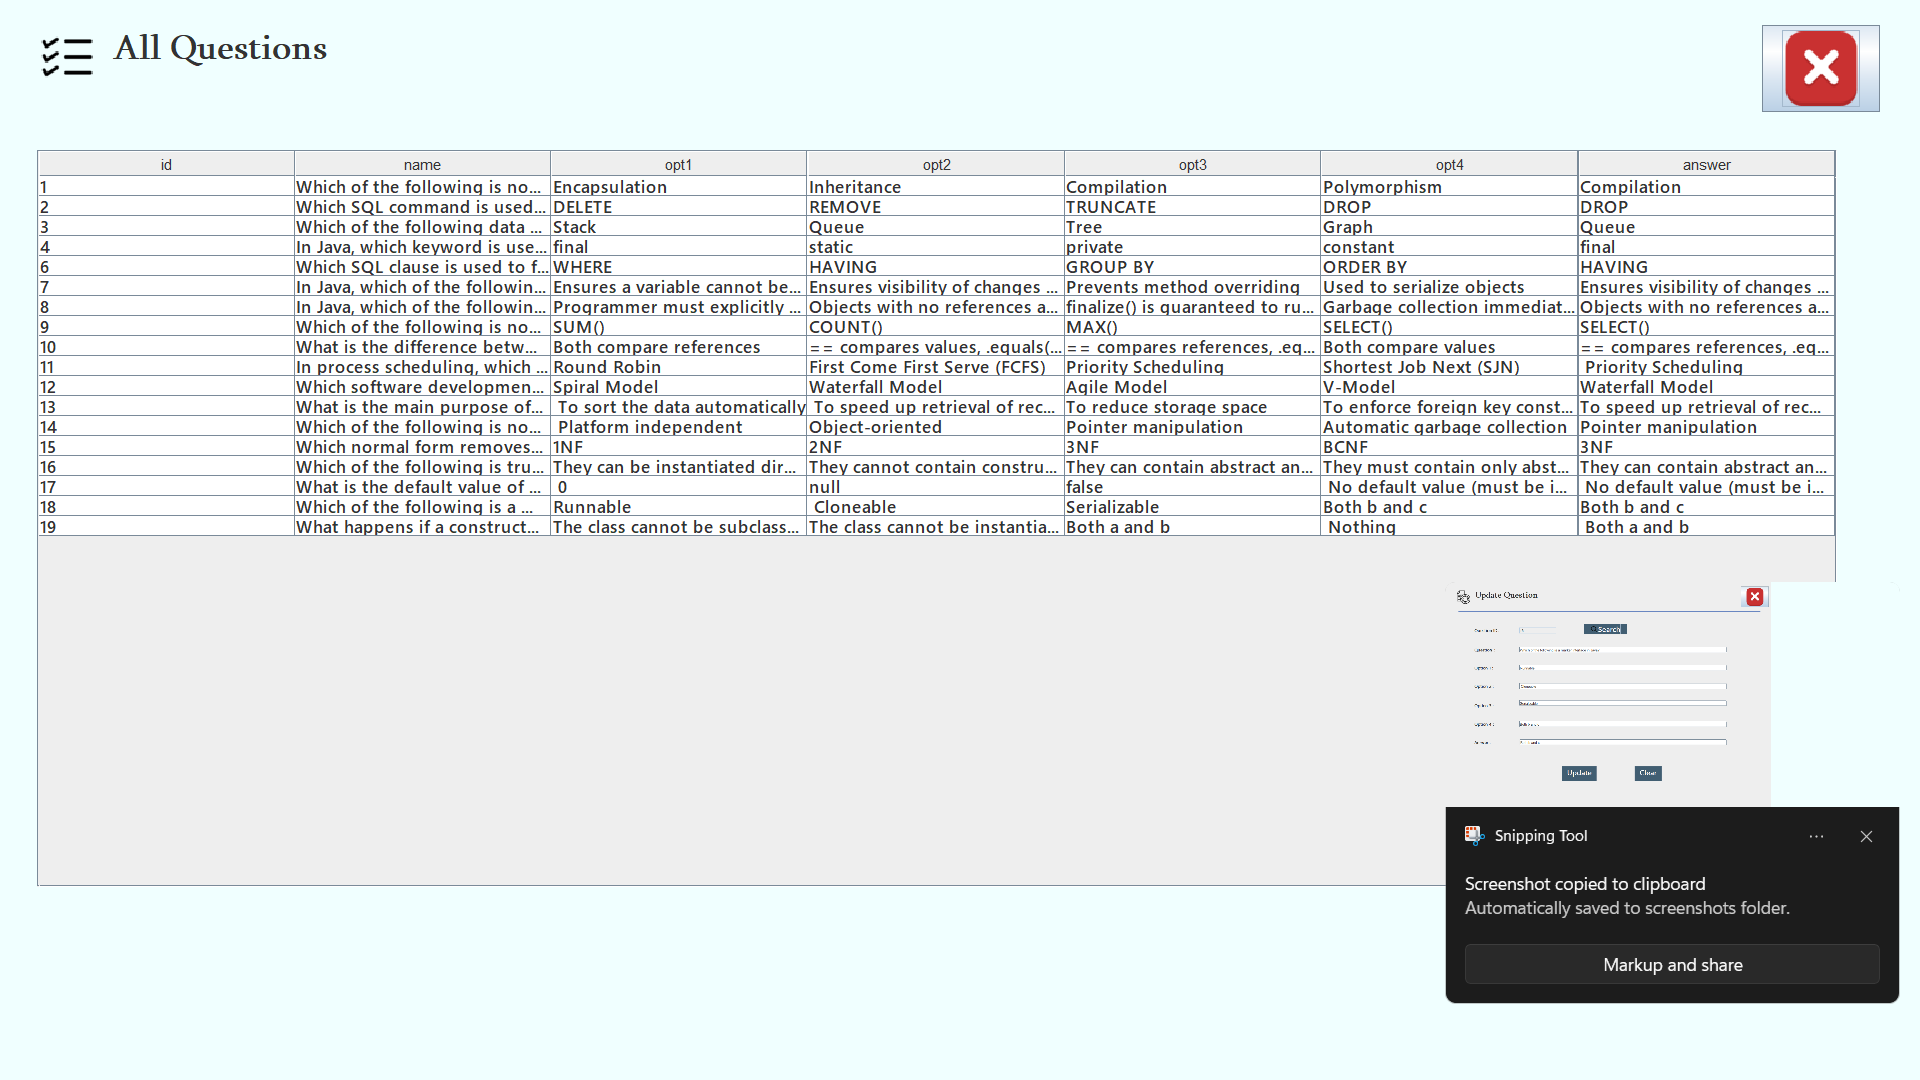 All Questions
id name opt1 opt2 opt3 opt4 answer
1 Which of the following is no... Encapsulation Inheritance Compilation Polymorphism Compilation
2 Which SQL command is used... DELETE REMOVE TRUNCATE DROP DROP
3 Which of the following data ... Stack Queue Tree Graph Queue
4 In Java, which keyword is use... final static private constant final
6 Which SQL clause is used to f... WHERE HAVING GROUP BY ORDER BY HAVING
7 In Java, which of the followin... Ensures a variable cannot be... Ensures visibility of changes ... Prevents method overriding Used to serialize objects Ensures visibility of changes ...
8 In Java, which of the followin... Programmer must explicitly ... Objects with no references a... finalize() is guaranteed to ru... Garbage collection immediat... Objects with no references a...
9 Which of the following is no... SUM() COUNT() MAX() SELECT() SELECT()
10 What is the difference betw... Both compare references == compares values, .equals(... == compares references, .eq... Both compare values == compares references, .eq...
11 In process scheduling, which ... Round Robin First Come First Serve (FCFS) Priority Scheduling Shortest Job Next (SJN) Priority Scheduling
12 Which software developmen... Spiral Model Waterfall Model Agile Model V-Model Waterfall Model
13 What is the main purpose of... To sort the data automatically To speed up retrieval of rec... To reduce storage space To enforce foreign key const... To speed up retrieval of rec...
14 Which of the following is no... Platform independent Object-oriented Pointer manipulation Automatic garbage collection Pointer manipulation
15 Which normal form removes... 1NF 2NF 3NF BCNF 3NF
16 Which of the following is tru... They can be instantiated dir... They cannot contain constru... They can contain abstract an... They must contain only abst... They can contain abstract an...
17 What is the default value of ... 0 null false No default value (must be i... No default value (must be i...
18 Which of the following is a ... Runnable Cloneable Serializable Both b and c Both b and c
19 What happens if a construct... The class cannot be subclass... The class cannot be instantia... Both a and b Nothing Both a and b
Update Question
Search
Update Clear
Snipping Tool
Screenshot copied to clipboard
Automatically saved to screenshots folder.
Markup and share